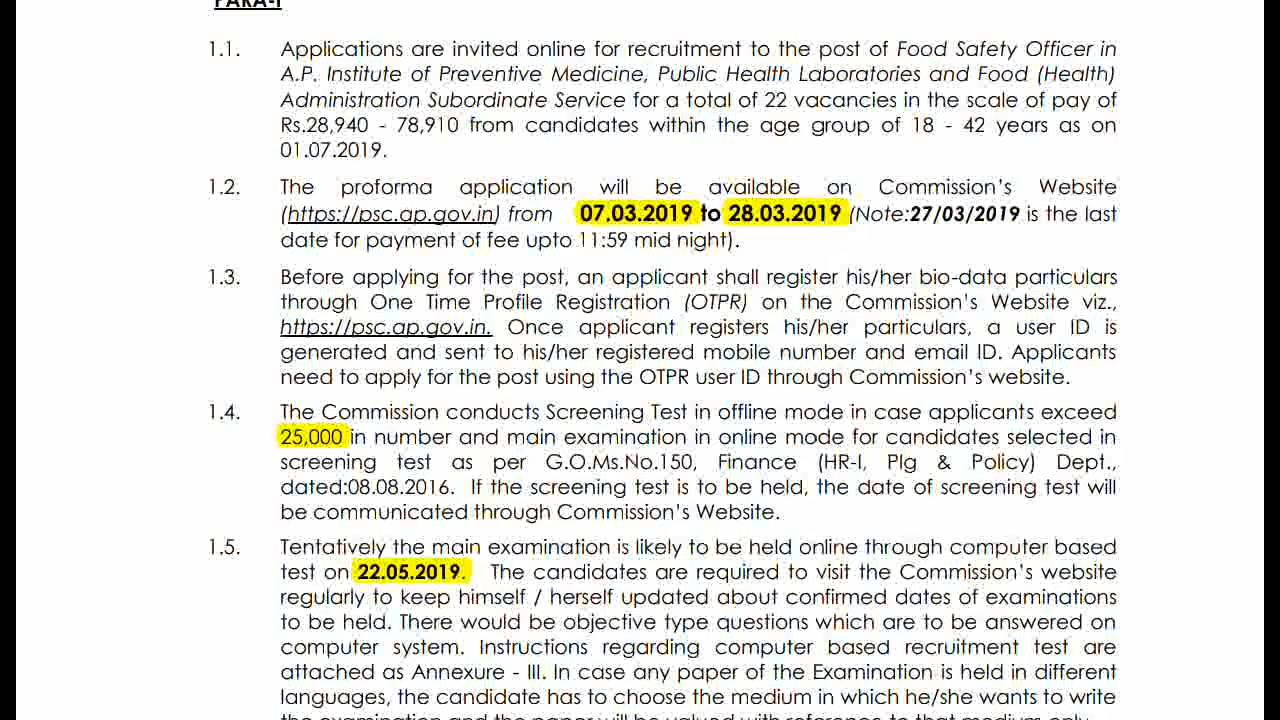 PARA-I
1.1. Applications are invited online for recruitment to the post of Food Safety Officer in
A.P. Institute of Preventive Medicine, Public Health Laboratories and Food (Health)
Administration Subordinate Service for a total of 22 vacancies in the scale of pay of
Rs.28,940 - 78,910 from candidates within the age group of 18 - 42 years as on
01.07.2019.
1.2. The proforma application will be available on Commission's Website
(https://psc.ap.gov.in) from 07.03.2019 to 28.03.2019 (Note:27/03/2019 is the last
date for payment of fee upto 11:59 mid night).
1.3. Before applying for the post, an applicant shall register his/her bio-data particulars
through One Time Profile Registration (OTPR) on the Commission's Website viz.,
https://psc.ap.gov.in. Once applicant registers his/her particulars, a user ID is
generated and sent to his/her registered mobile number and email ID. Applicants
need to apply for the post using the OTPR user ID through Commission's website.
1.4. The Commission conducts Screening Test in offline mode in case applicants exceed
25,000 in number and main examination in online mode for candidates selected in
screening test as per G.O.Ms.No.150, Finance (HR-I, Plg & Policy) Dept.,
dated:08.08.2016. If the screening test is to be held, the date of screening test will
be communicated through Commission's Website.
1.5. Tentatively the main examination is likely to be held online through computer based
test on 22.05.2019. The candidates are required to visit the Commission's website
regularly to keep himself / herself updated about confirmed dates of examinations
to be held. There would be objective type questions which are to be answered on
computer system. Instructions regarding computer based recruitment test are
attached as Annexure - III. In case any paper of the Examination is held in different
languages, the candidate has to choose the medium in which he/she wants to write
the examination and the paper will be valued with reference to that medium only.